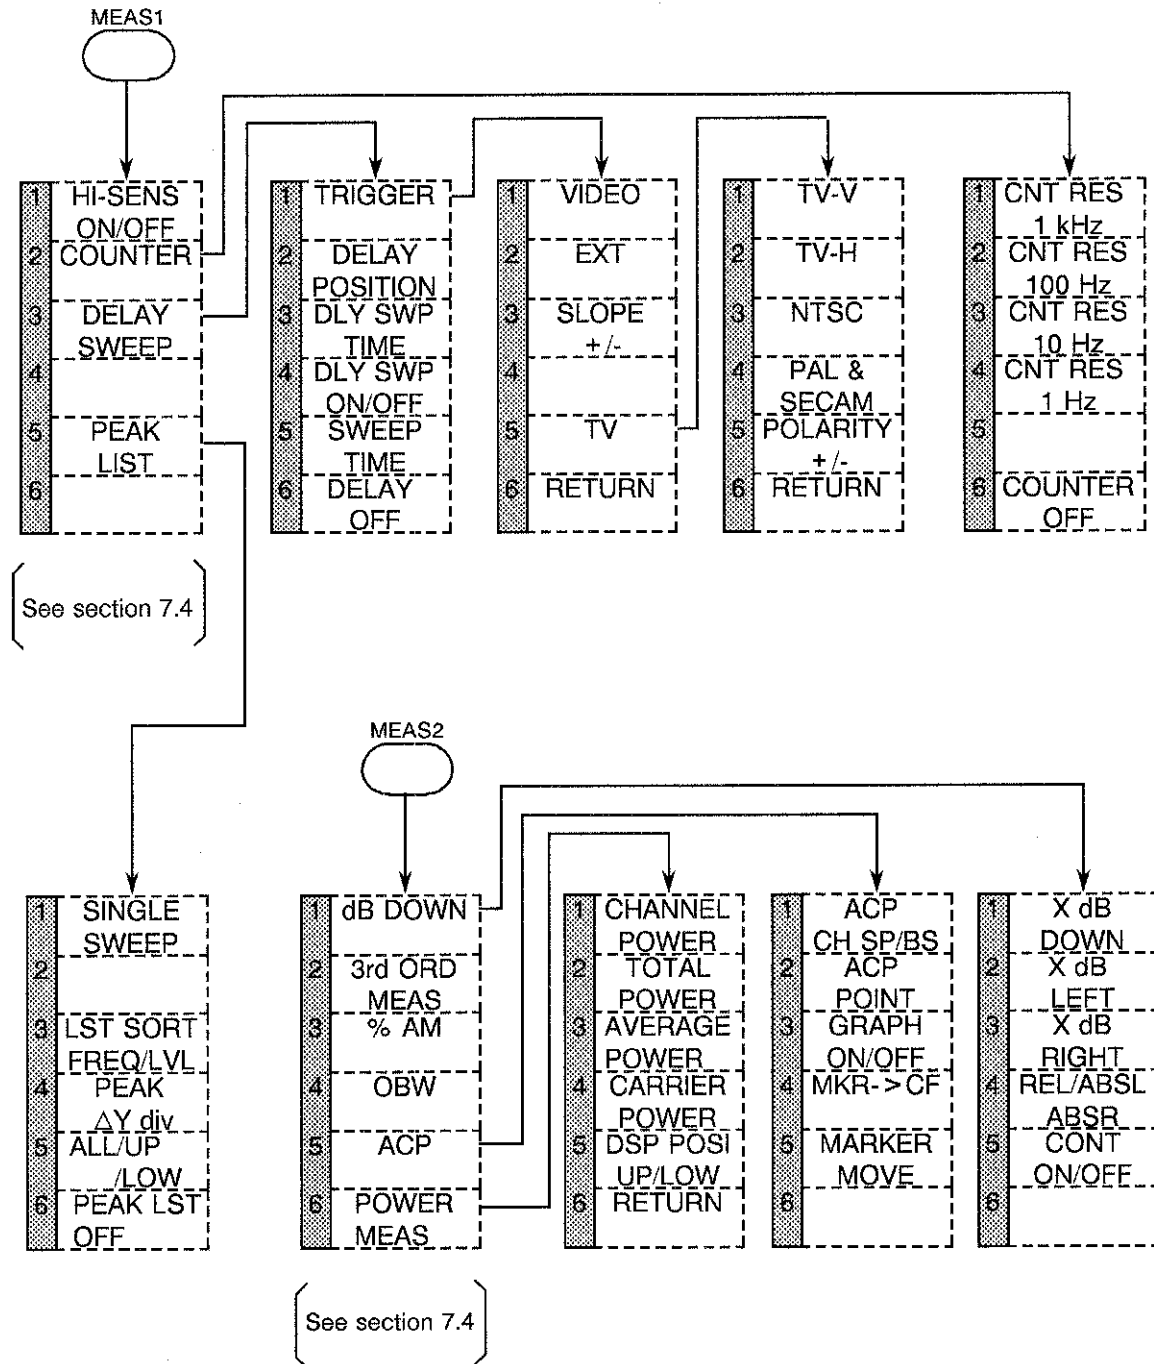 MEAS1
1 HI-SENS
ON/OFF
2 COUNTER
3 DELAY
SWEEP
4
5 PEAK
LIST
6
See section 7.4
1 TRIGGER
2 DELAY
POSITION
3 DLY SWP
TIME
4 DLY SWP
ON/OFF
5 SWEEP
TIME
6 DELAY
OFF
1 VIDEO
2 EXT
3 SLOPE
+/-
4
5 TV
6 RETURN
1 TV-V
2 TV-H
3 NTSC
4 PAL &
SECAM
5 POLARITY
+/-
6 RETURN
1 CNT RES
1 kHz
2 CNT RES
100 Hz
3 CNT RES
10 Hz
4 CNT RES
1 Hz
5
6 COUNTER
OFF
1 SINGLE
SWEEP
2
3 LST SORT
FREQ/LVL
4 PEAK
△Y div
5 ALL/UP
/LOW
6 PEAK LST
OFF
MEAS2
1 dB DOWN
2 3rd ORD
MEAS
3 % AM
4 OBW
5 ACP
6 POWER
MEAS
See section 7.4
1 CHANNEL
POWER
2 TOTAL
POWER
3 AVERAGE
POWER
4 CARRIER
POWER
5 DSP POSI
UP/LOW
6 RETURN
1 ACP
CH SP/BS
2 ACP
POINT
3 GRAPH
ON/OFF
4 MKR->CF
5 MARKER
MOVE
6
1 X dB
DOWN
2 X dB
LEFT
3 X dB
RIGHT
4 REL/ABSL
ABSR
5 CONT
ON/OFF
6